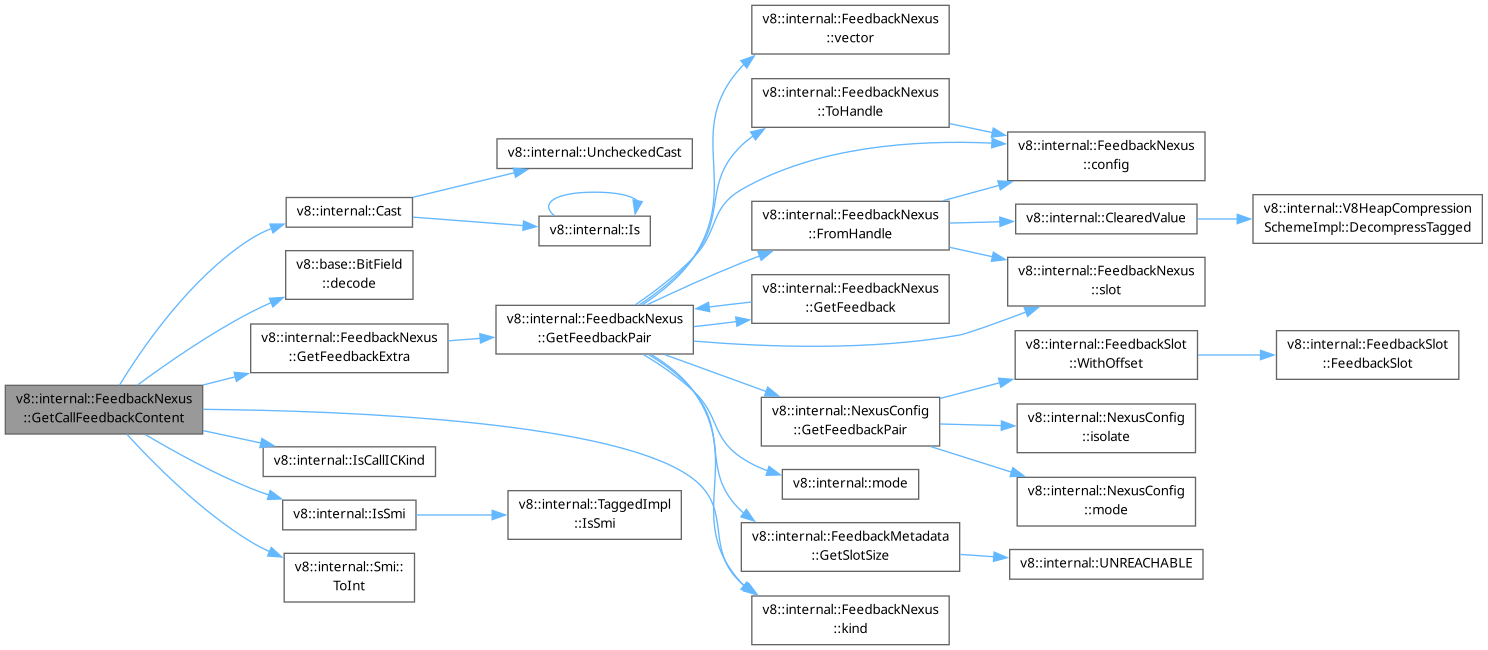 v8::internal::FeedbackNexus
::GetCallFeedbackContent
v8::internal::Cast
v8::base::BitField
::decode
v8::internal::FeedbackNexus
::GetFeedbackExtra
v8::internal::IsCallICKind
v8::internal::IsSmi
v8::internal::Smi::
ToInt
v8::internal::UncheckedCast
v8::internal::Is
v8::internal::FeedbackNexus
::GetFeedbackPair
v8::internal::TaggedImpl
::IsSmi
v8::internal::FeedbackNexus
::vector
v8::internal::FeedbackNexus
::ToHandle
v8::internal::FeedbackNexus
::FromHandle
v8::internal::FeedbackNexus
::GetFeedback
v8::internal::NexusConfig
::GetFeedbackPair
v8::internal::mode
v8::internal::FeedbackMetadata
::GetSlotSize
v8::internal::FeedbackNexus
::kind
v8::internal::FeedbackNexus
::config
v8::internal::ClearedValue
v8::internal::FeedbackNexus
::slot
v8::internal::FeedbackSlot
::WithOffset
v8::internal::NexusConfig
::isolate
v8::internal::NexusConfig
::mode
v8::internal::UNREACHABLE
v8::internal::V8HeapCompression
SchemeImpl::DecompressTagged
v8::internal::FeedbackSlot
::FeedbackSlot